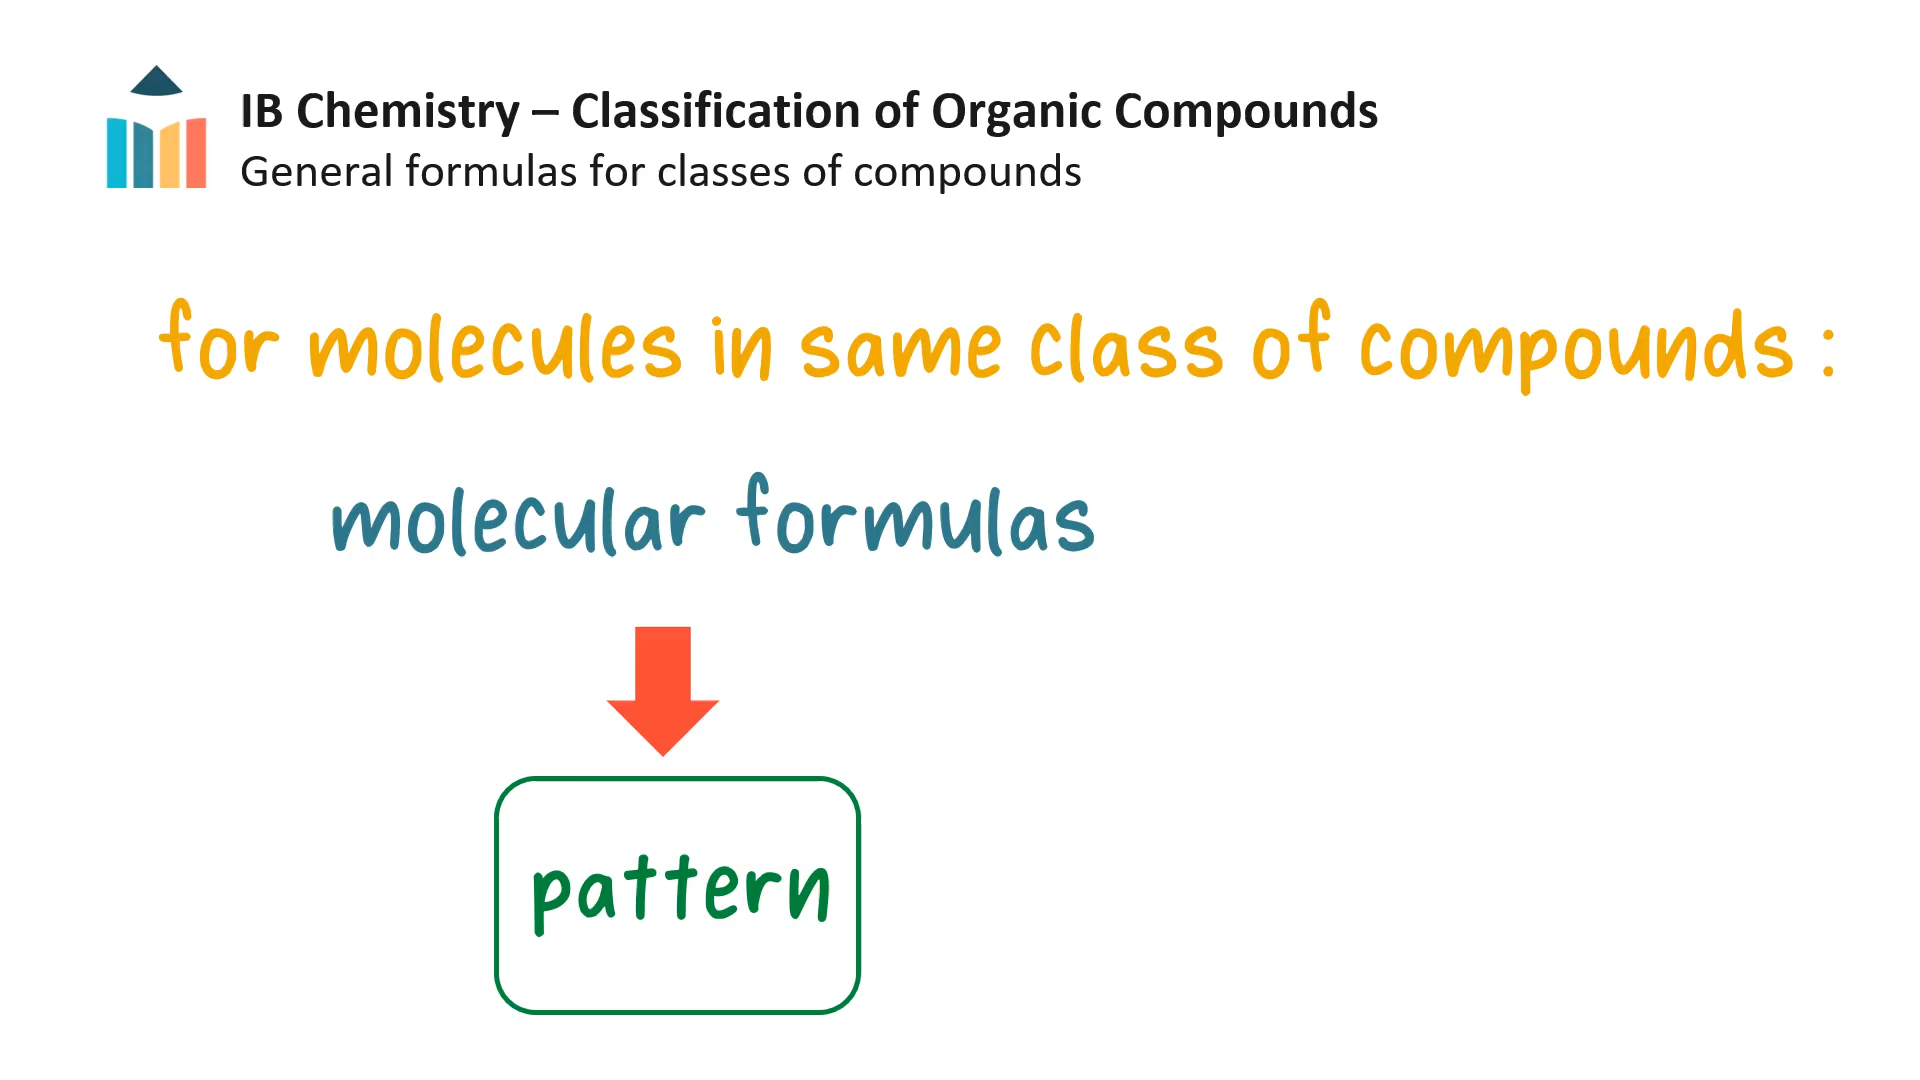 IB Chemistry – Classification of Organic Compounds
General formulas for classes of compounds
for molecules in same class of compounds :
molecular formulas
pattern